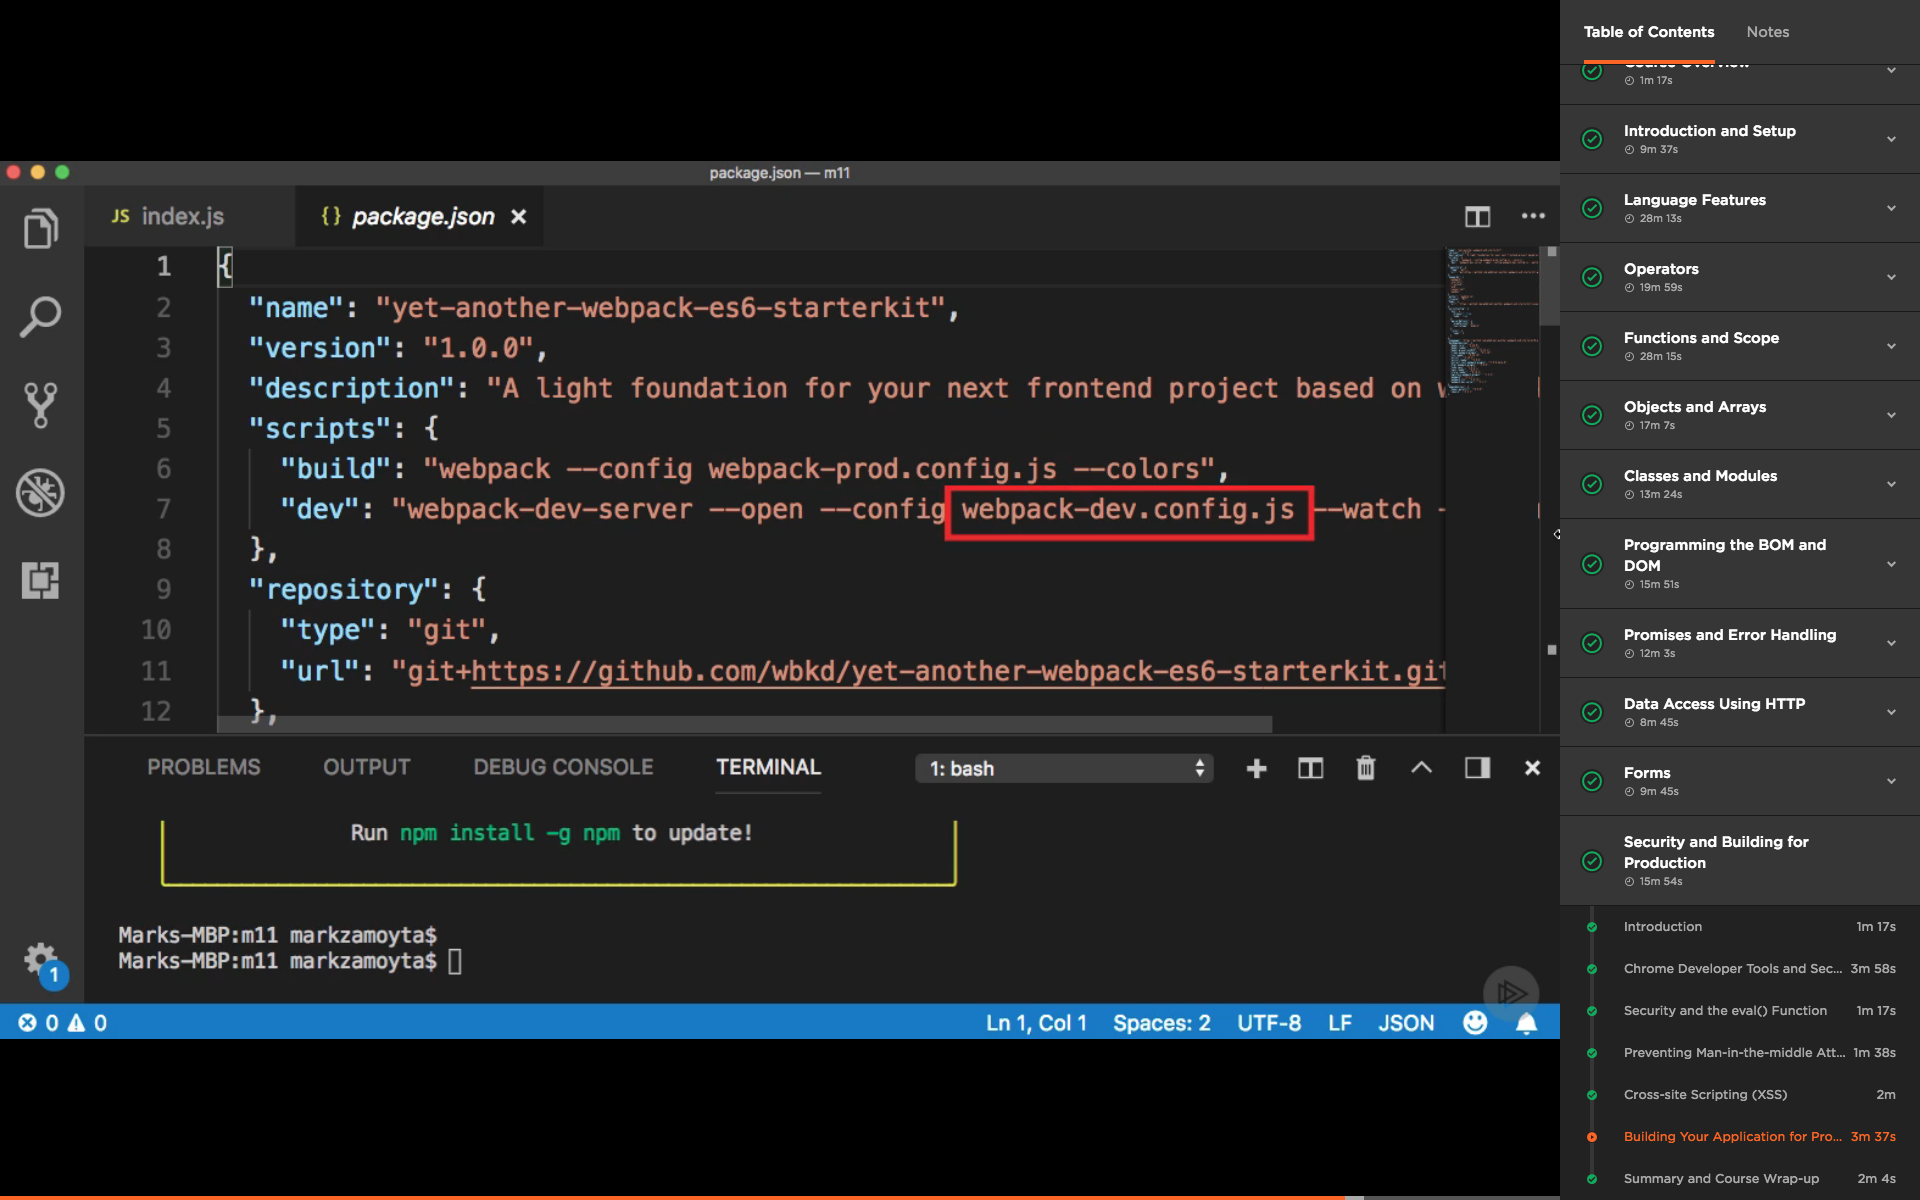 package.json — m11
JS index.js
{} package.json
1 {
2 "name": "yet-another-webpack-es6-starterkit",
3 "version": "1.0.0",
4 "description": "A light foundation for your next frontend project based on
5 "scripts": {
6 "build": "webpack --config webpack-prod.config.js --colors",
7 "dev": "webpack-dev-server --open --config webpack-dev.config.js --watch
8 },
9 "repository": {
10 "type": "git",
11 "url": "git+https://github.com/wbkd/yet-another-webpack-es6-starterkit.git
12 },
PROBLEMS OUTPUT DEBUG CONSOLE TERMINAL 1: bash
Run npm install -g npm to update!
Marks-MBP:m11 markzamoyta$
Marks-MBP:m11 markzamoyta$
1
0 0
Ln 1, Col 1 Spaces: 2 UTF-8 LF JSON
Table of Contents Notes
Course Overview
1m 17s
Introduction and Setup
9m 37s
Language Features
28m 13s
Operators
19m 59s
Functions and Scope
28m 15s
Objects and Arrays
17m 7s
Classes and Modules
13m 24s
Programming the BOM and
DOM
15m 51s
Promises and Error Handling
12m 3s
Data Access Using HTTP
8m 45s
Forms
9m 45s
Security and Building for
Production
15m 54s
Introduction 1m 17s
Chrome Developer Tools and Sec... 3m 58s
Security and the eval() Function 1m 17s
Preventing Man-in-the-middle Att... 1m 38s
Cross-site Scripting (XSS) 2m
Building Your Application for Pro... 3m 37s
Summary and Course Wrap-up 2m 4s